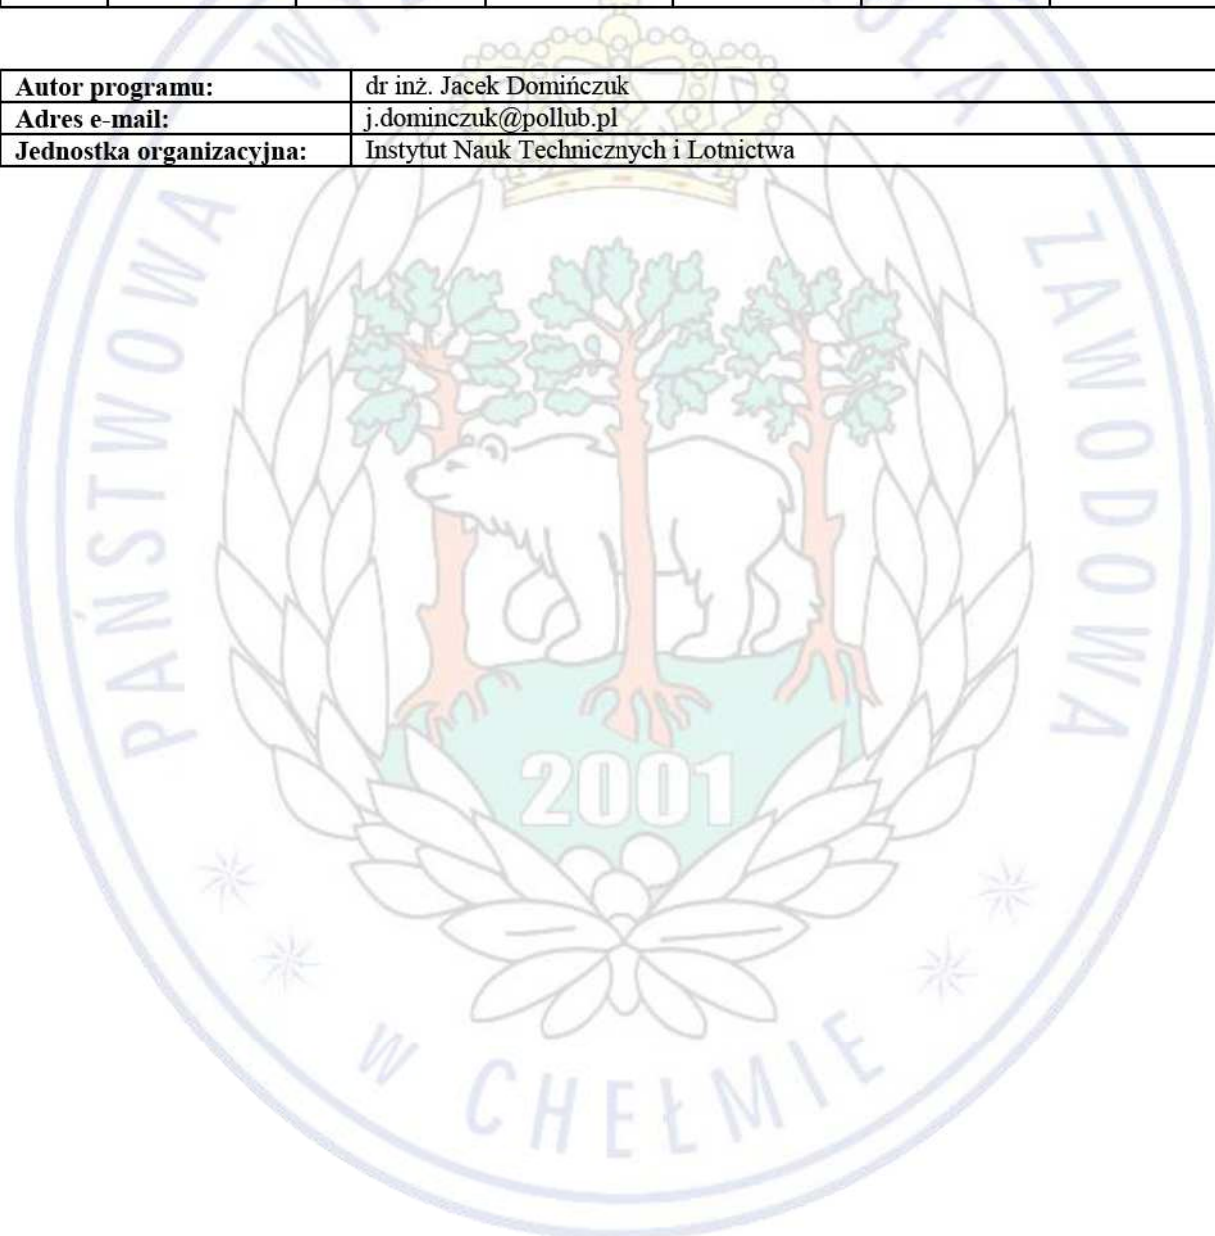 Autor programu: dr inż. Jacek Domińczuk
Adres e-mail: j.dominczuk@pollub.pl
Jednostka organizacyjna: Instytut Nauk Technicznych i Lotnictwa
PAŃSTWOWA
ZAWODOWA
2001
W CHEŁMIE